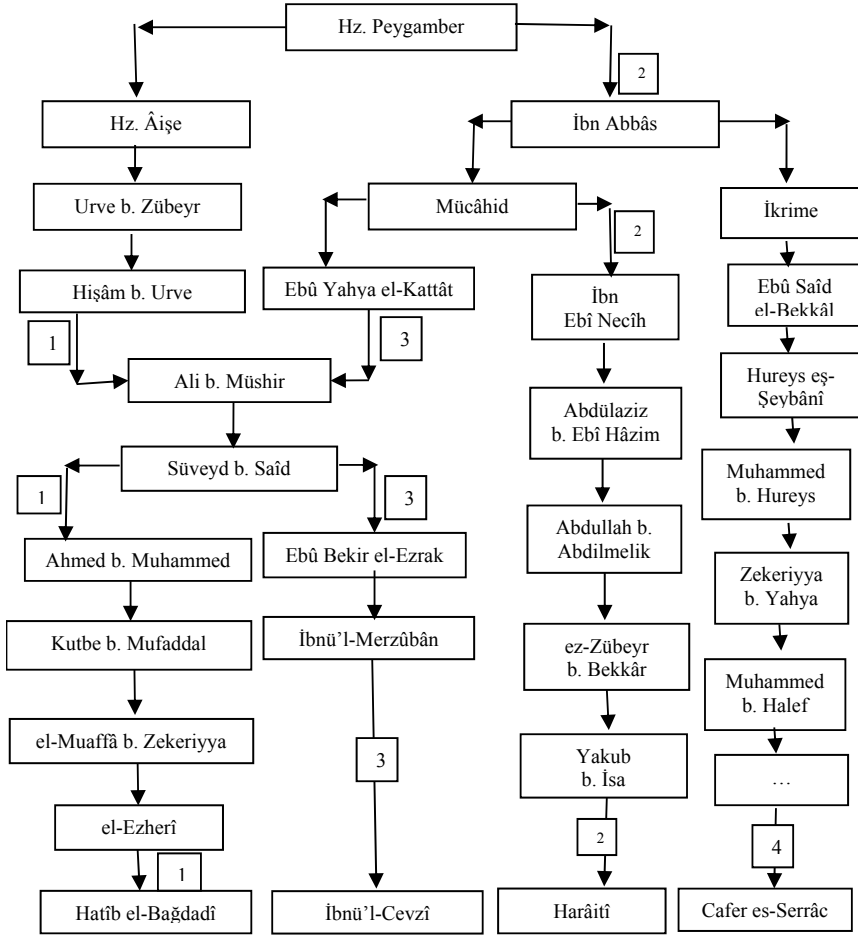 Hz. Peygamber
2
Hz. Âişe
İbn Abbâs
Urve b. Zübeyr
Mücâhid
İkrime
2
Hişâm b. Urve
Ebû Yahya el-Kattât
İbn
Ebî Necîh
Ebû Saîd
el-Bekkâl
1
3
Ali b. Müshir
Hureys eş-
Şeybânî
Abdülaziz
b. Ebî Hâzim
Süveyd b. Saîd
Muhammed
b. Hureys
1
3
Ahmed b. Muhammed
Ebû Bekir el-Ezrak
Abdullah b.
Abdilmelik
Zekeriyya
b. Yahya
Kutbe b. Mufaddal
İbnü’l-Merzûbân
ez-Zübeyr
b. Bekkâr
Muhammed
b. Halef
el-Muaffâ b. Zekeriyya
3
Yakub
b. İsa
…
el-Ezherî
2
4
1
Hatîb el-Bağdadî
İbnü’l-Cevzî
Harâitî
Cafer es-Serrâc